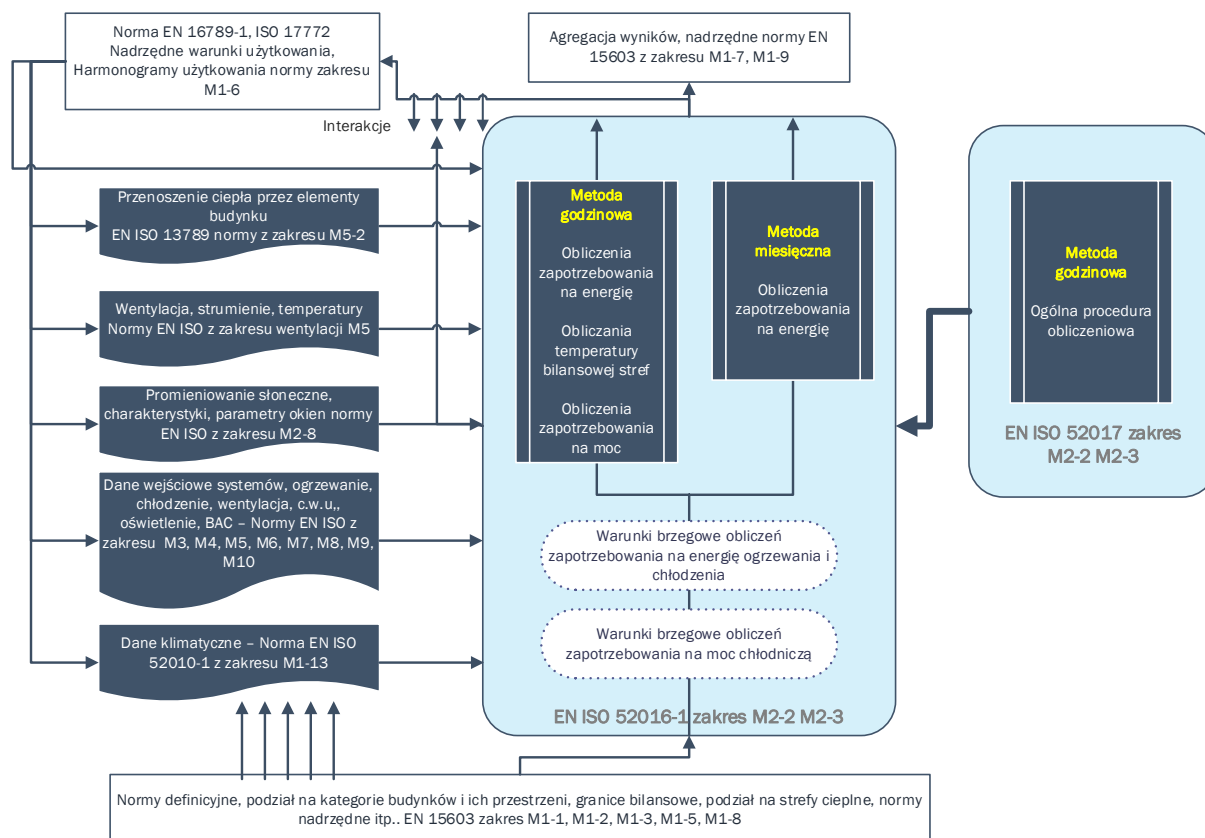 Norma EN 16789-1, ISO 17772
Nadrzędne warunki użytkowania,
Harmonogramy użytkowania normy zakresu
M1-6
Agregacja wyników, nadrzędne normy EN
15603 z zakresu M1-7, M1-9
Interakcje
Przenoszenie ciepła przez elementy
budynku
EN ISO 13789 normy z zakresu M5-2
Wentylacja, strumienie, temperatury
Normy EN ISO z zakresu wentylacji M5
Promieniowanie słoneczne,
charakterystyki, parametry okien normy
EN ISO z zakresu M2-8
Dane wejściowe systemów, ogrzewanie,
chłodzenie, wentylacja, c.w.u,,
oświetlenie, BAC – Normy EN ISO z
zakresu M3, M4, M5, M6, M7, M8, M9,
M10
Dane klimatyczne – Norma EN ISO
52010-1 z zakresu M1-13
Metoda
godzinowa
Obliczenia
zapotrzebowania
na energię
Obliczania
temperatury
bilansowej stref
Obliczenia
zapotrzebowania
na moc
Metoda
miesięczna
Obliczenia
zapotrzebowania
na energię
Warunki brzegowe obliczeń
zapotrzebowania na energię ogrzewania i
chłodzenia
Warunki brzegowe obliczeń
zapotrzebowania na moc chłodniczą
EN ISO 52016-1 zakres M2-2 M2-3
Metoda
godzinowa
Ogólna procedura
obliczeniowa
EN ISO 52017 zakres
M2-2 M2-3
Normy definicyjne, podział na kategorie budynków i ich przestrzeni, granice bilansowe, podział na strefy cieplne, normy
nadrzędne itp.. EN 15603 zakres M1-1, M1-2, M1-3, M1-5, M1-8